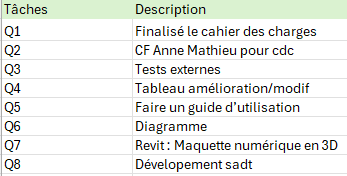 Tâches Description
Q1 Finalisé le cahier des charges
Q2 CF Anne Mathieu pour cdc
Q3 Tests externes
Q4 Tableau amélioration/modif
Q5 Faire un guide d’utilisation
Q6 Diagramme
Q7 Revit : Maquette numérique en 3D
Q8 Dévelopement sadt